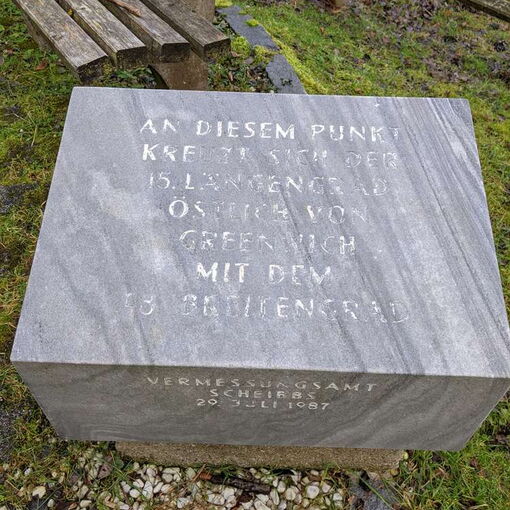 AN DIESEM PUNKT
KREUZT SICH DER
15. LÄNGENGRAD
ÖSTLICH VON
GREENWICH
MIT DEM
48. BREITENGRAD
VERMESSUNGSAMT
SCHEIBBS
29. JULI 1987